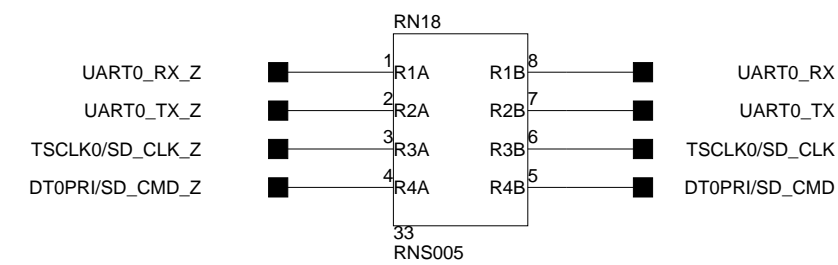 RN18
UART0_RX_Z 1 R1A R1B 8 UART0_RX
UART0_TX_Z 2 R2A R2B 7 UART0_TX
TSCLK0/SD_CLK_Z 3 R3A R3B 6 TSCLK0/SD_CLK
DT0PRI/SD_CMD_Z 4 R4A R4B 5 DT0PRI/SD_CMD
33
RNS005